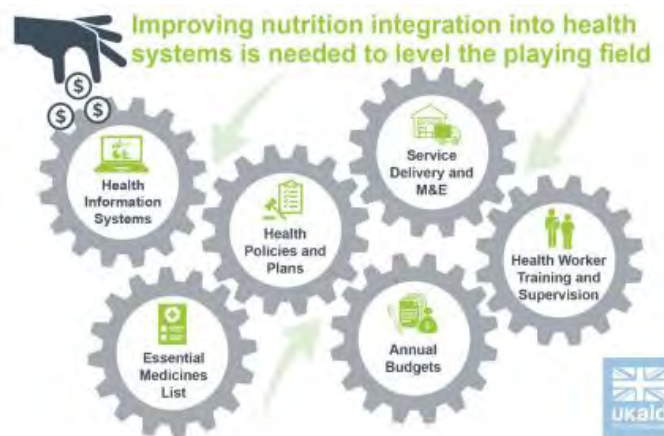 Improving nutrition integration into health
systems is needed to level the playing field
$
$
$
Health
Information
Systems
Health
Policies and
Plans
Service
Delivery and
M&E
Health Worker
Training and
Supervision
Essential
Medicines
List
Annual
Budgets
$
UKaid